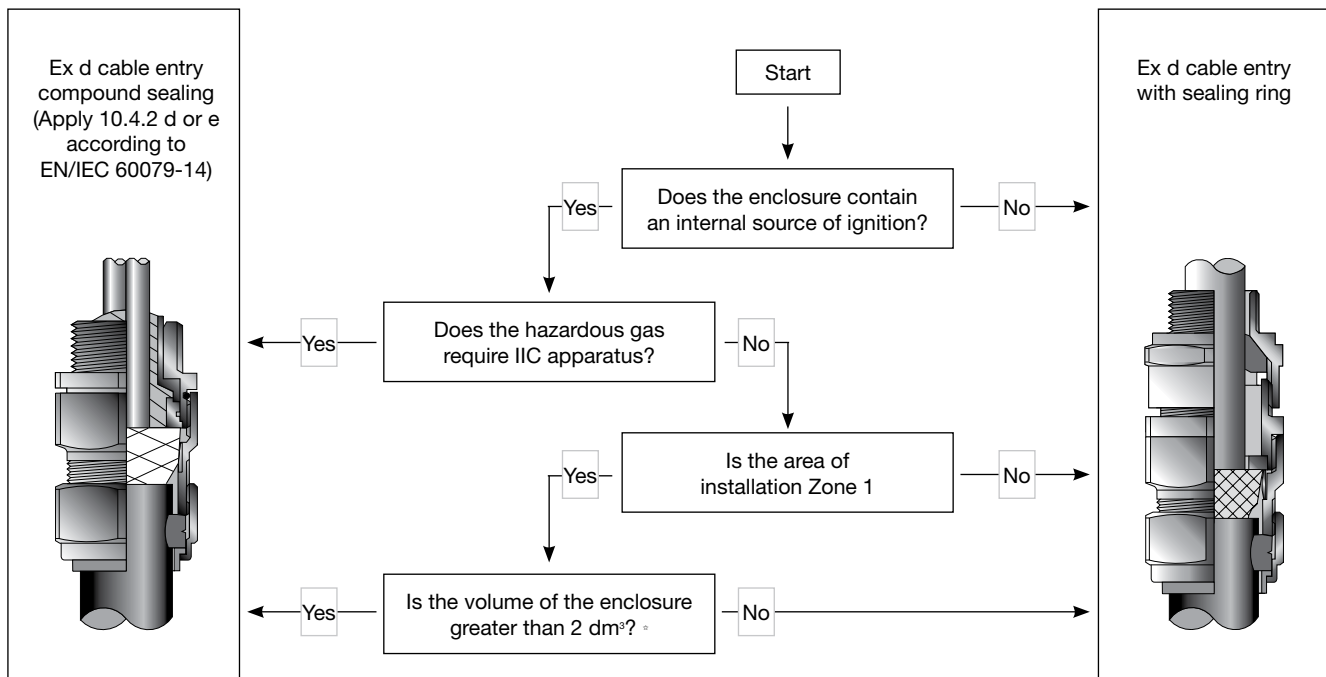 Ex d cable entry
compound sealing
(Apply 10.4.2 d or e
according to
EN/IEC 60079-14)
Start
Ex d cable entry
with sealing ring
Does the enclosure contain
an internal source of ignition?
Yes
No
Does the hazardous gas
require IIC apparatus?
Yes
No
Is the area of
installation Zone 1
Yes
No
Is the volume of the enclosure
greater than 2 dm³?
Yes
No